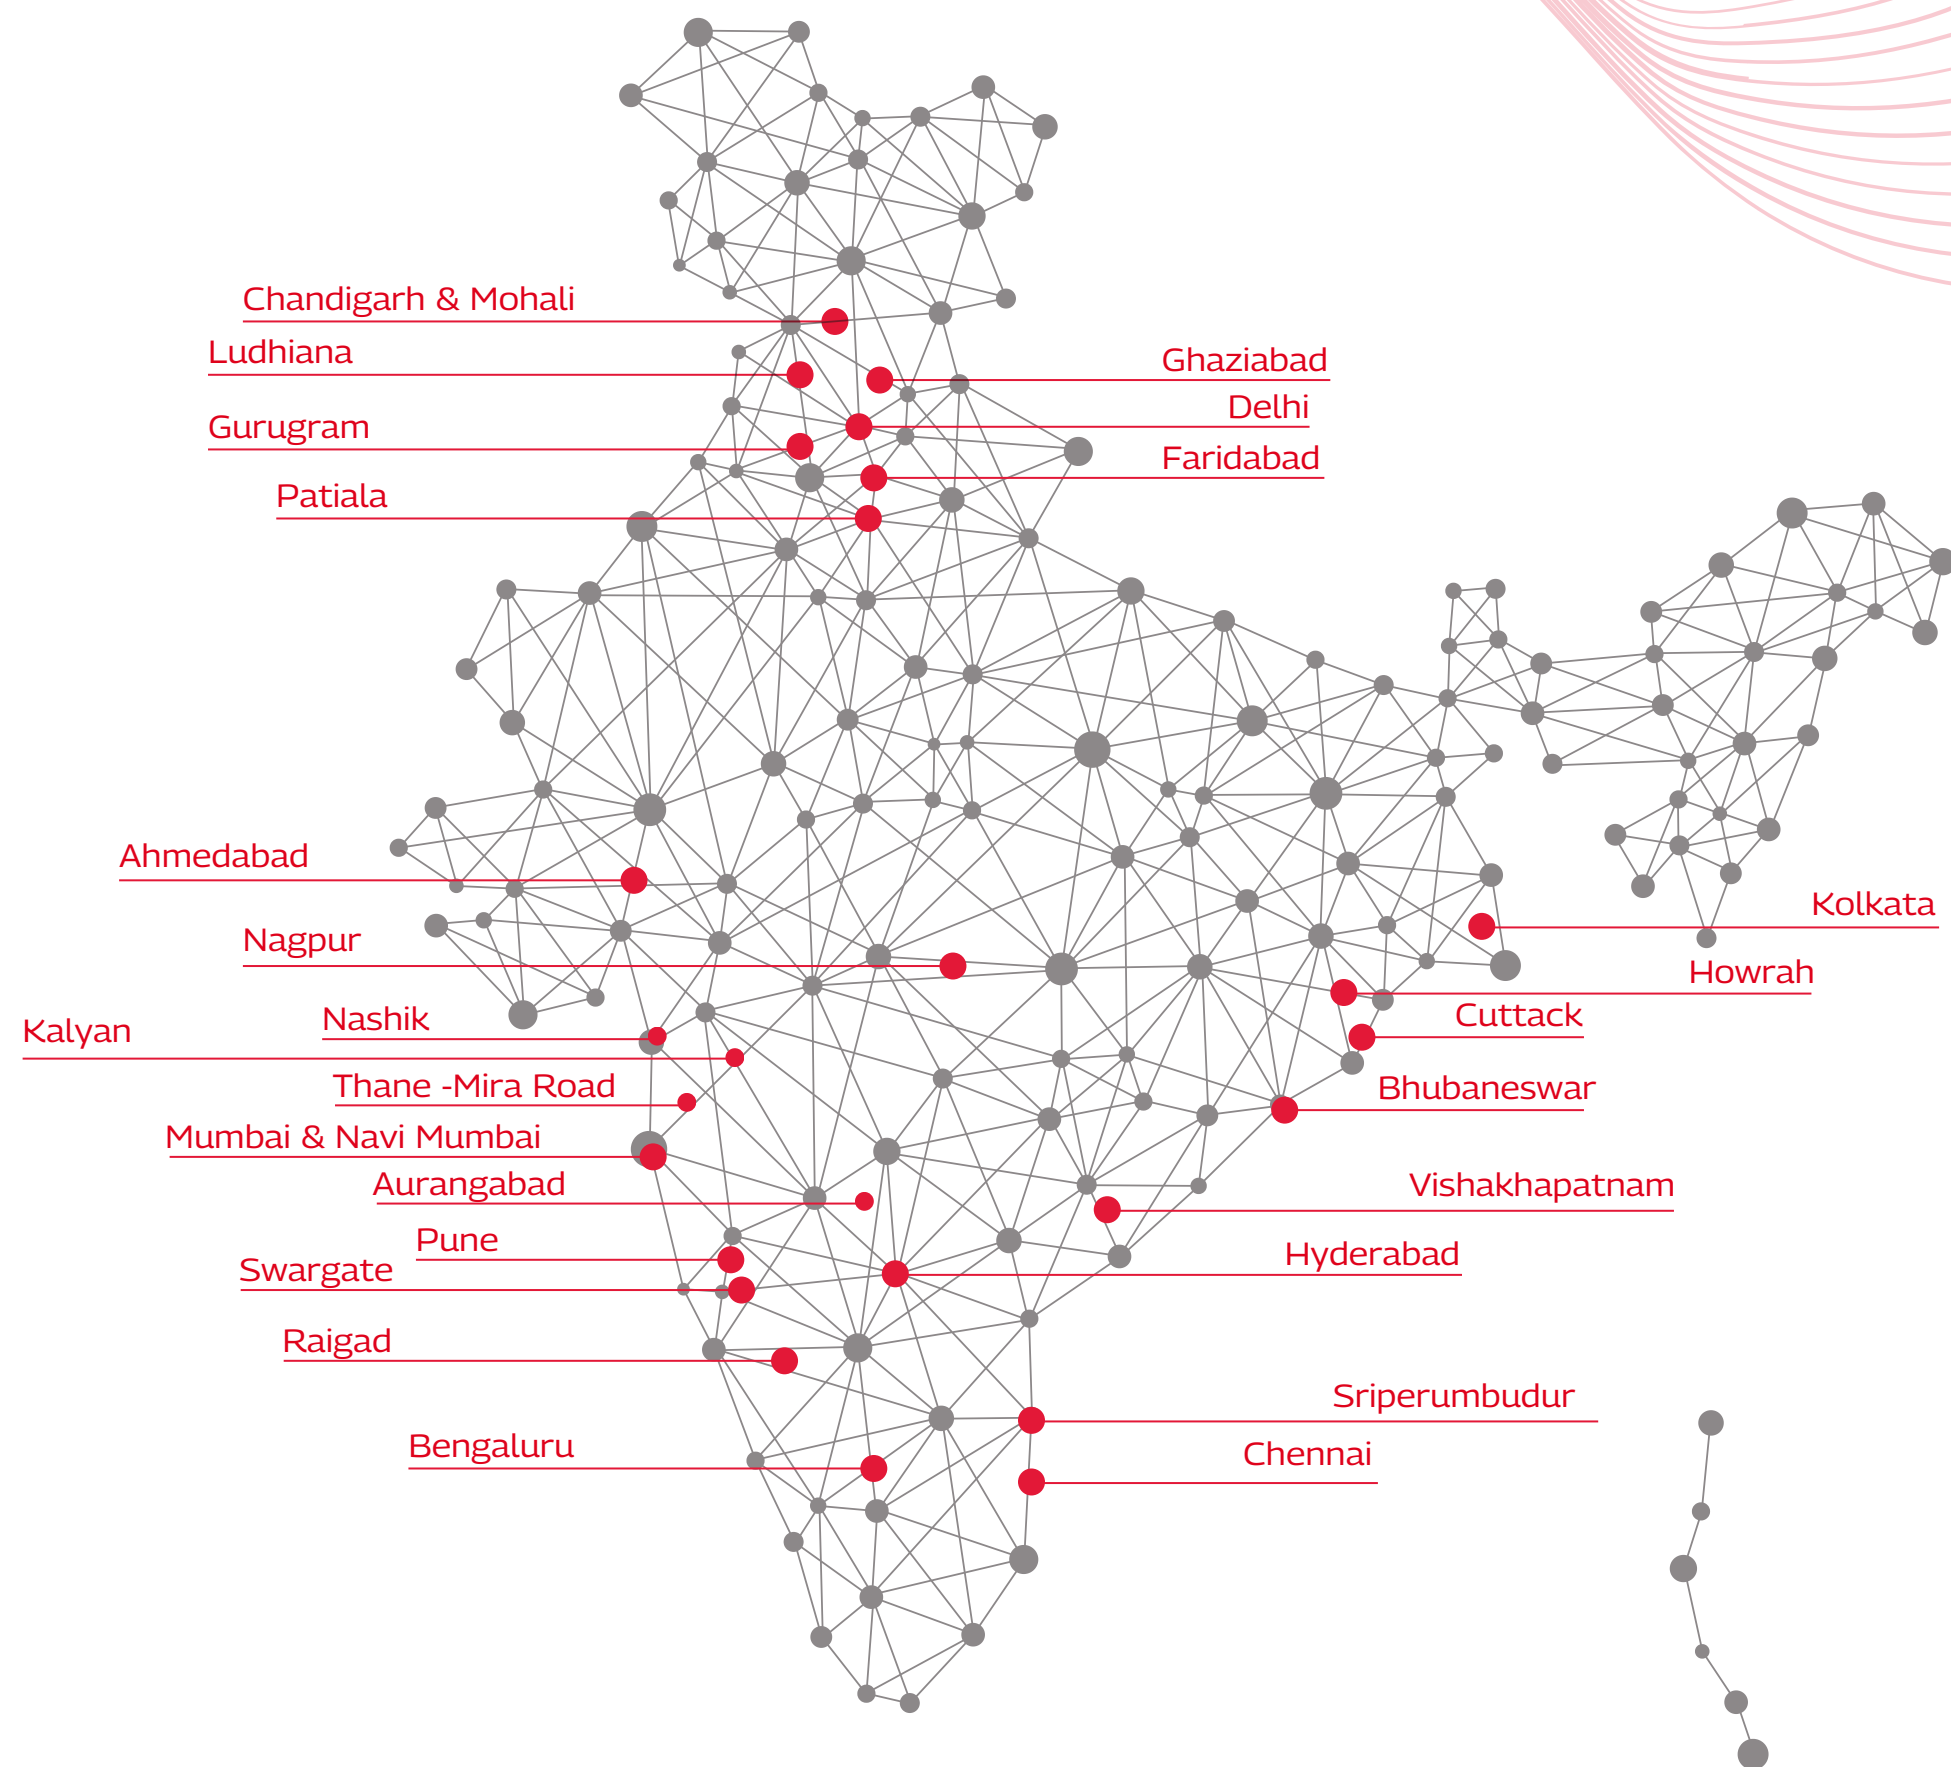 Chandigarh & Mohali
Ludhiana
Ghaziabad
Delhi
Gurugram
Faridabad
Patiala
Ahmedabad
Kolkata
Nagpur
Howrah
Nashik
Cuttack
Kalyan
Thane -Mira Road
Bhubaneswar
Mumbai & Navi Mumbai
Aurangabad
Vishakhapatnam
Pune
Hyderabad
Swargate
Raigad
Sriperumbudur
Bengaluru
Chennai